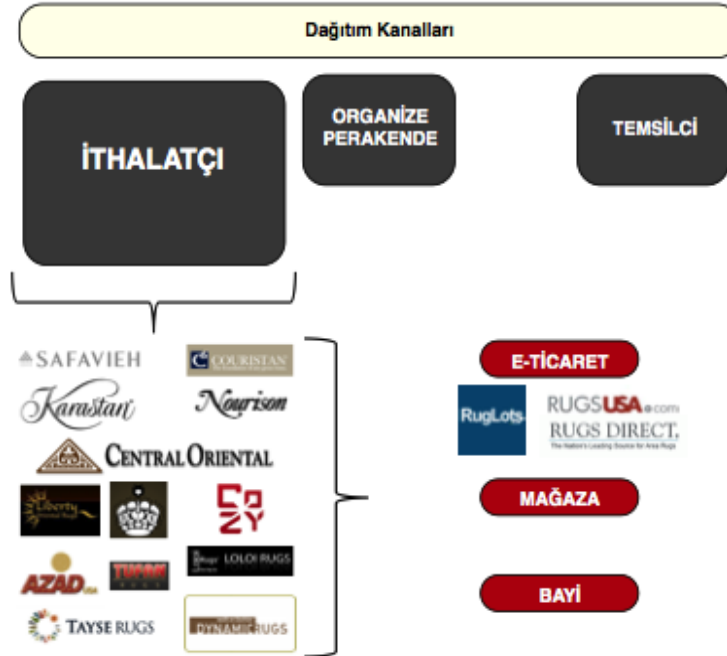 Dağıtım Kanalları
İTHALATÇI
ORGANİZE
PERAKENDE
TEMSİLCİ
SAFAVIEH
COURISTAN
Karastan
Nourison
CENTRAL ORIENTAL
Liberty
COZY
AZAD
LOLOI RUGS
TAYSE RUGS
DYNAMIC RUGS
E-TİCARET
RugLots
RUGSUSA.com
RUGS DIRECT.
The Nation's Leading Source for Area Rugs
MAĞAZA
BAYİ